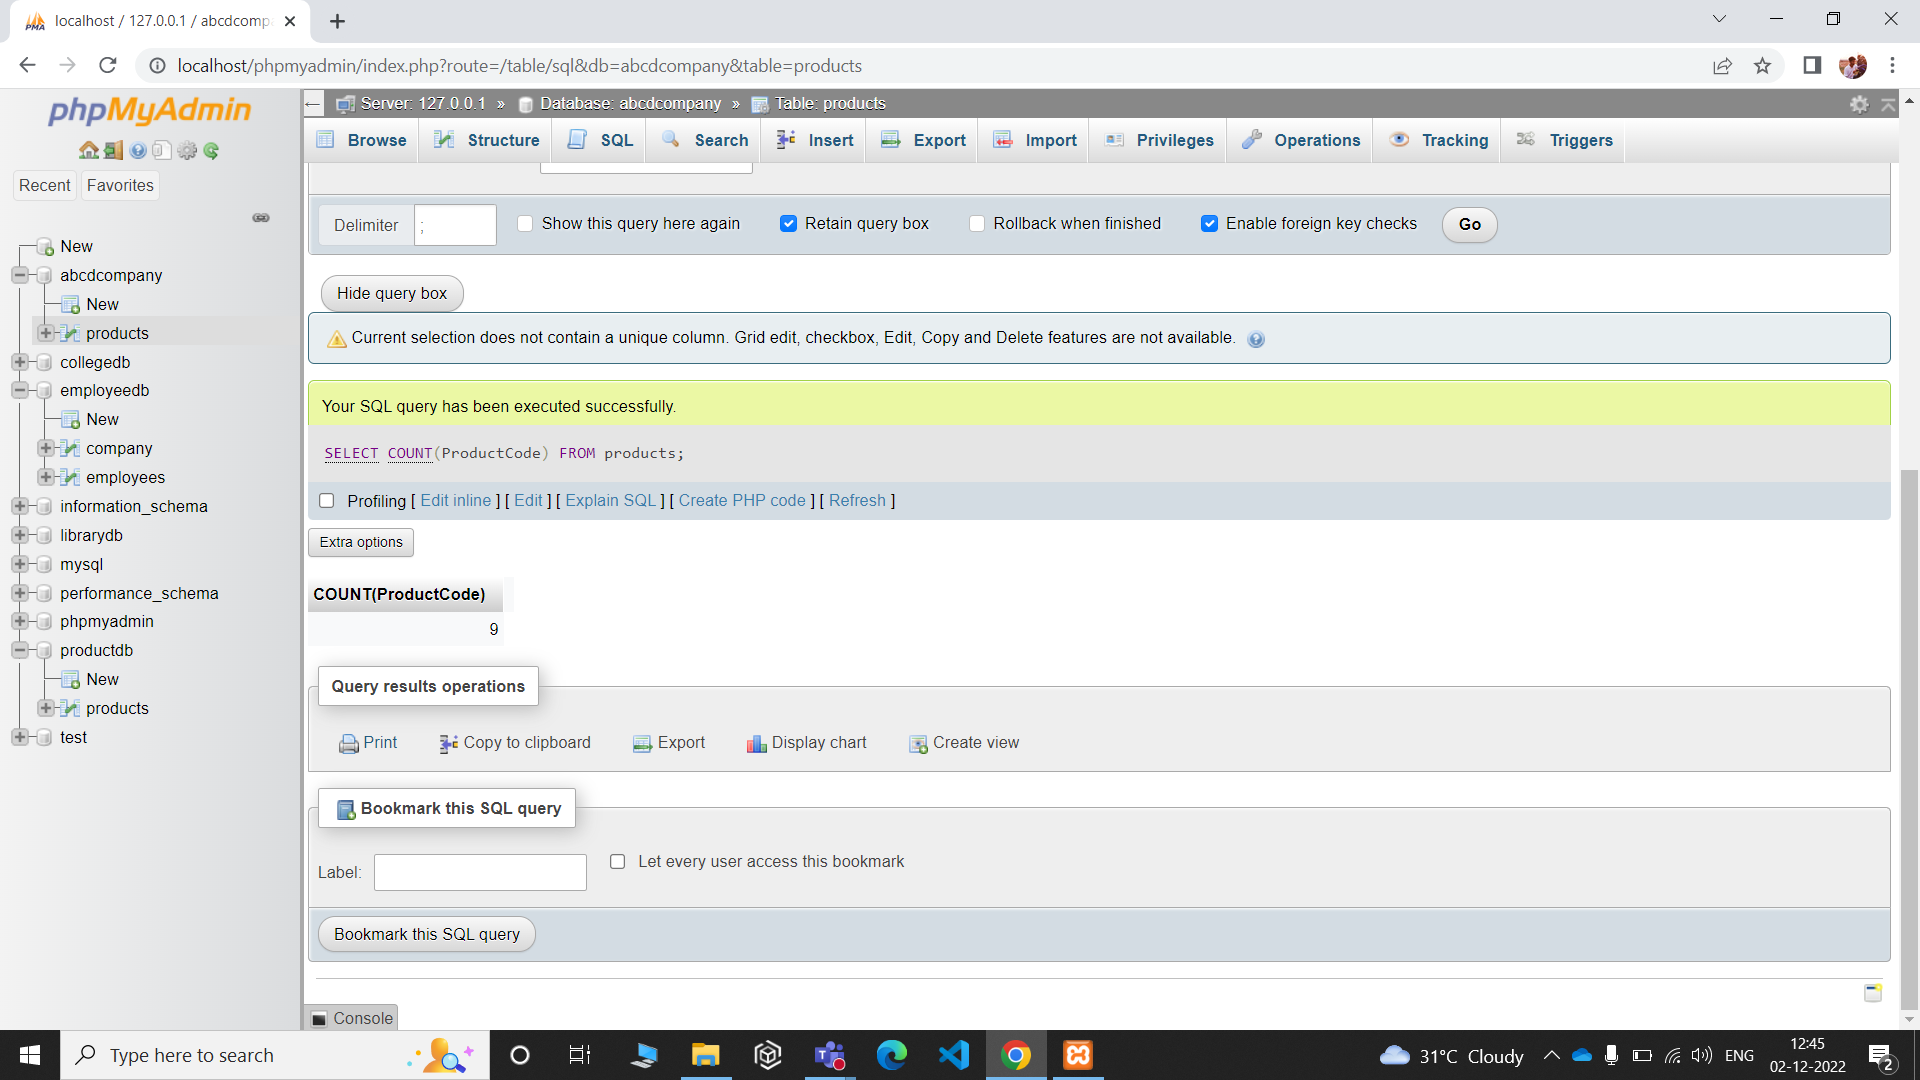 localhost / 127.0.0.1 / abcdcomp
localhost/phpmyadmin/index.php?route=/table/sql&db=abcdcompany&table=products
phpMyAdmin
Recent
Favorites
New
abcdcompany
New
products
collegedb
employeedb
New
company
employees
information_schema
librarydb
mysql
performance_schema
phpmyadmin
productdb
New
products
test
Server: 127.0.0.1 » Database: abcdcompany » Table: products
Browse Structure SQL Search Insert Export Import Privileges Operations Tracking Triggers
Delimiter ; Show this query here again Retain query box Rollback when finished Enable foreign key checks Go
Hide query box
Current selection does not contain a unique column. Grid edit, checkbox, Edit, Copy and Delete features are not available.
Your SQL query has been executed successfully.
SELECT COUNT(ProductCode) FROM products;
Profiling [ Edit inline ] [ Edit ] [ Explain SQL ] [ Create PHP code ] [ Refresh ]
Extra options
COUNT(ProductCode)
9
Query results operations
Print Copy to clipboard Export Display chart Create view
Bookmark this SQL query
Label: Let every user access this bookmark
Bookmark this SQL query
Console
Type here to search
31°C Cloudy
ENG
12:45
02-12-2022
2